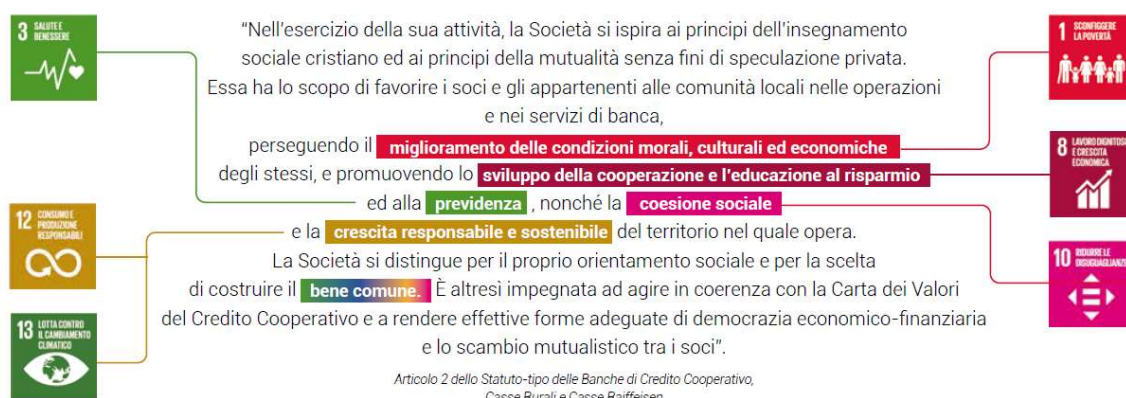 3 SALUTE E
BENESSERE
1 SCONFIGGERE
LA POVERTÀ
“Nell’esercizio della sua attività, la Società si ispira ai principi dell’insegnamento
sociale cristiano ed ai principi della mutualità senza fini di speculazione privata.
Essa ha lo scopo di favorire i soci e gli appartenenti alle comunità locali nelle operazioni
e nei servizi di banca,
perseguendo il miglioramento delle condizioni morali, culturali ed economiche
degli stessi, e promuovendo lo sviluppo della cooperazione e l'educazione al risparmio
ed alla previdenza , nonché la coesione sociale
e la crescita responsabile e sostenibile del territorio nel quale opera.
La Società si distingue per il proprio orientamento sociale e per la scelta
di costruire il bene comune. È altresì impegnata ad agire in coerenza con la Carta dei Valori
del Credito Cooperativo e a rendere effettive forme adeguate di democrazia economico-finanziaria
e lo scambio mutualistico tra i soci”.
Articolo 2 dello Statuto-tipo delle Banche di Credito Cooperativo,
Casse Rurali e Casse Raiffeisen
8 LAVORO DIGNITOSO
E CRESCITA
ECONOMICA
12 CONSUMO E
PRODUZIONE
RESPONSABILI
10 RIDURRE LE
DISUGUAGLIANZE
13 LOTTA CONTRO
IL CAMBIAMENTO
CLIMATICO